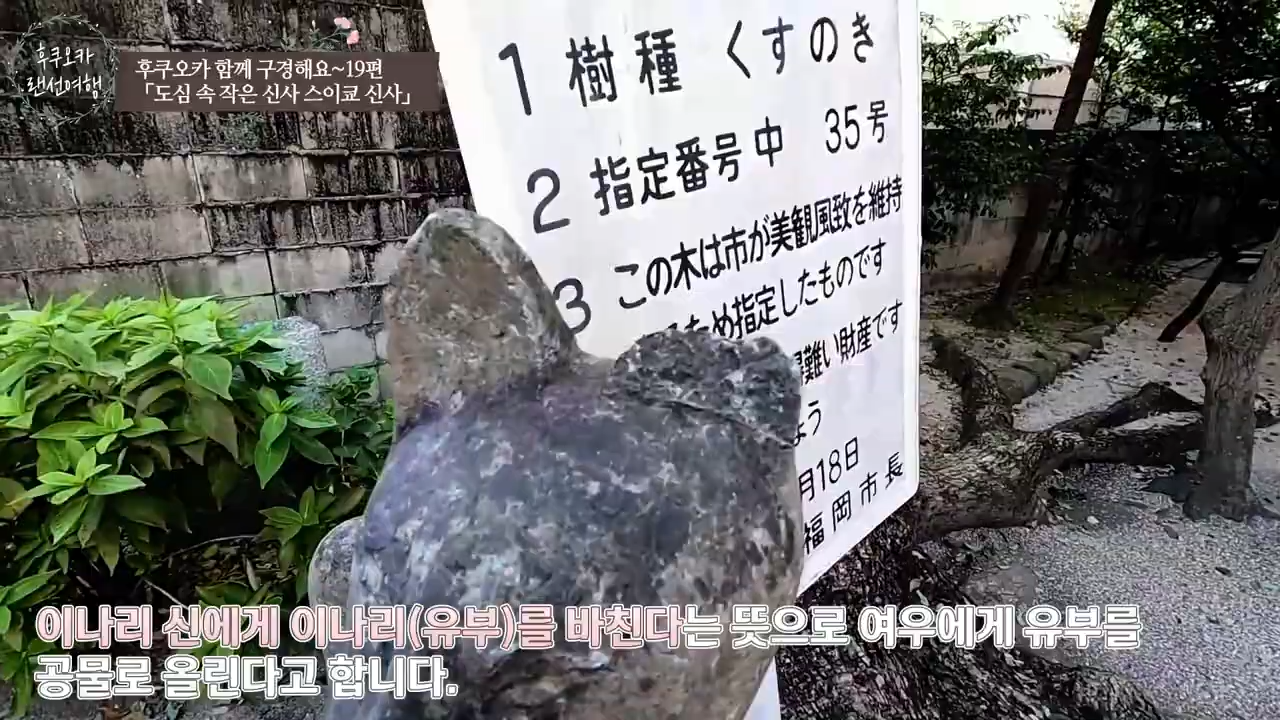 후쿠오카
랜선여행
후쿠오카 함께 구경해요~19편
「도심 속 작은 신사 스이쿄 신사」
1 樹種 くすのき
2 指定番号中 35号
3 この木は市が美観風致を維持
ため指定したものです
難い財産です
ょう
月18日
福岡市長
이나리 신에게 이나리(유부)를 바친다는 뜻으로 여우에게 유부를
공물로 올린다고 합니다.